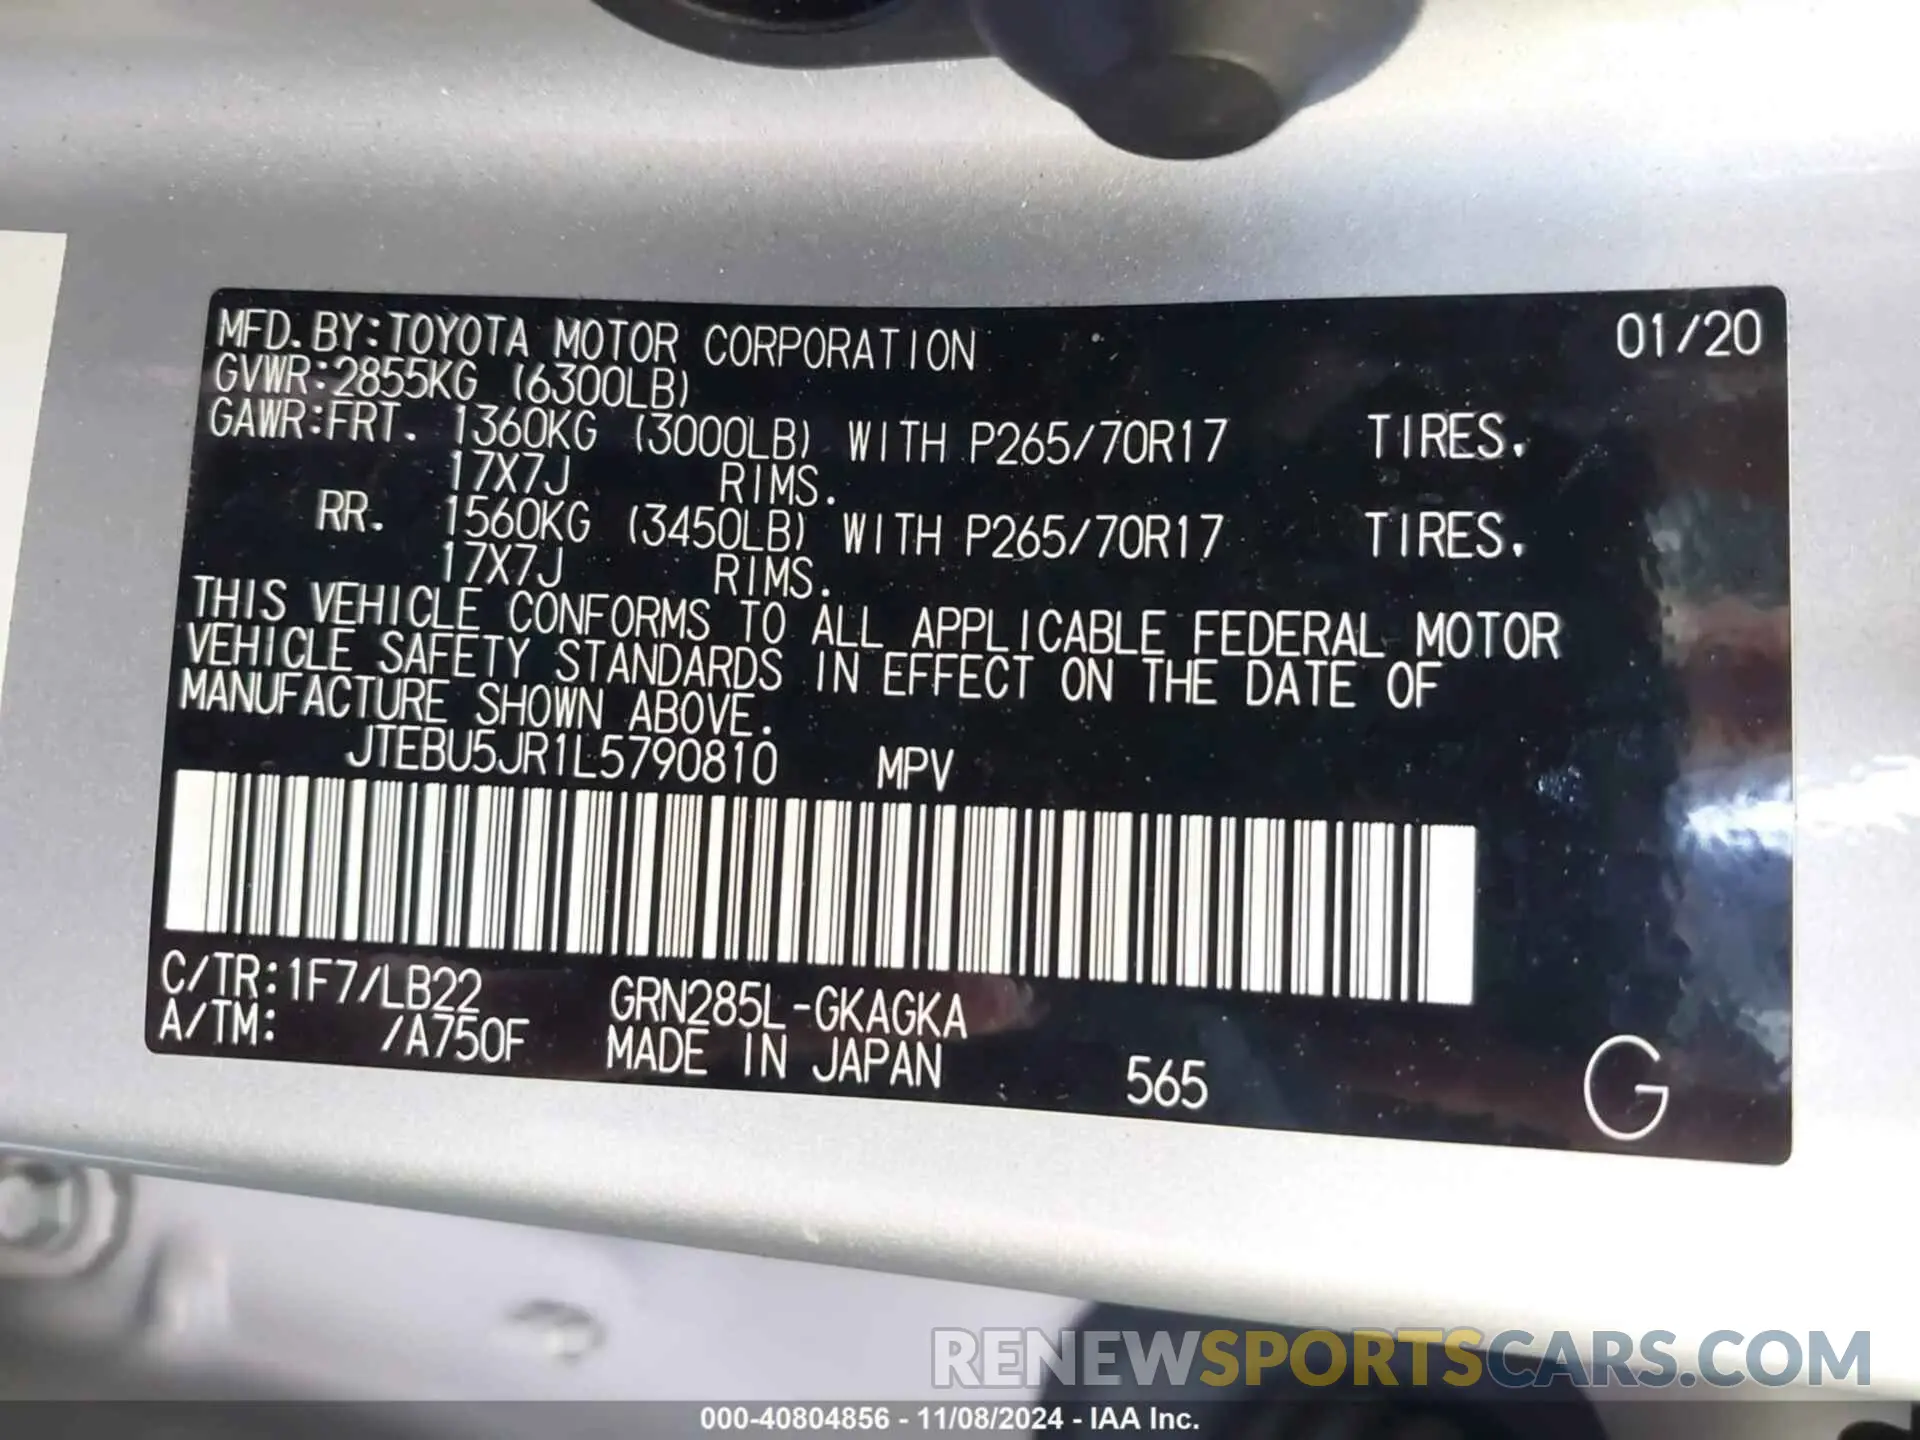 MFD. BY:TOYOTA MOTOR CORPORATION 01/20
GVWR:2855KG (6300LB)
GAWR:FRT. 1360KG (3000LB) WITH P265/70R17 TIRES.
17X7J RIMS.
RR. 1560KG (3450LB) WITH P265/70R17 TIRES.
17X7J RIMS.
THIS VEHICLE CONFORMS TO ALL APPLICABLE FEDERAL MOTOR
VEHICLE SAFETY STANDARDS IN EFFECT ON THE DATE OF
MANUFACTURE SHOWN ABOVE.
JTEBU5JR1L5790810 MPV
C/TR:1F7/LB22 GRN285L-GKAGKA
A/TM: /A750F MADE IN JAPAN 565 G
RENEWSPORTSCARS.COM
000-40804856 - 11/08/2024 - IAA Inc.